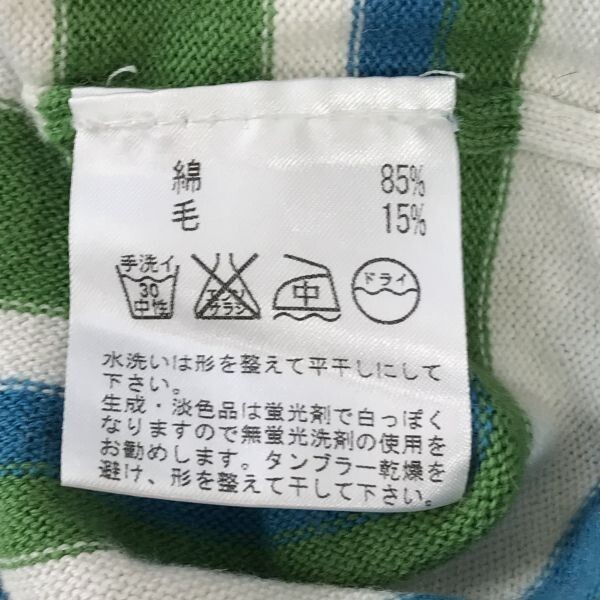 綿 85%
毛 15%
手洗イ
30
中性
エンソ
サラシ
中
ドライ
水洗いは形を整えて平干しにして
下さい。
生成・淡色品は蛍光剤で白っぽく
なりますので無蛍光洗剤の使用を
お勧めします。タンブラー乾燥を
避け、形を整えて干して下さい。